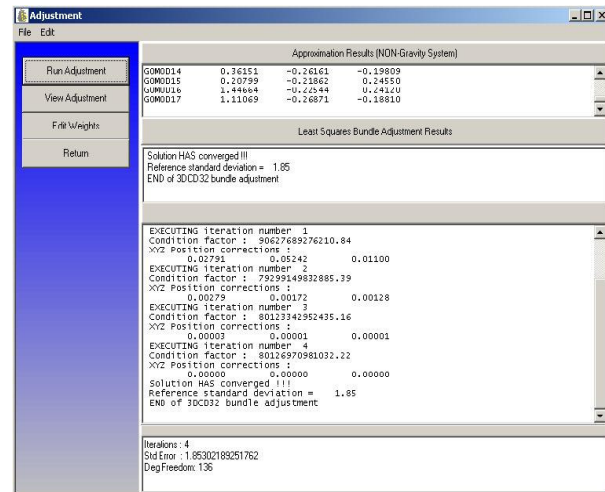 Adjustment
File Edit
Run Adjustment
View Adjustment
Edit Weights
Return
Approximation Results (NON-Gravity System)
GOMOD14 0.36151 -0.26161 -0.19809
GOMOD15 0.20799 -0.21862 0.24550
GOMOD16 1.44664 -0.22544 0.24120
GOMOD17 1.11069 -0.26871 -0.18810
Least Squares Bundle Adjustment Results
Solution HAS converged !!!
Reference standard deviation = 1.85
END of 3DCD32 bundle adjustment
EXECUTING iteration number 1
Condition factor : 90627689276210.84
XYZ Position corrections :
0.02791 0.05242 0.01100
EXECUTING iteration number 2
Condition factor : 79299149832885.39
XYZ Position corrections :
0.00279 0.00172 0.00128
EXECUTING iteration number 3
Condition factor : 80123342952435.16
XYZ Position corrections :
0.00003 0.00001 0.00001
EXECUTING iteration number 4
Condition factor : 80126970981032.22
XYZ Position corrections :
0.00000 0.00000 0.00000
Solution HAS converged !!!
Reference standard deviation = 1.85
END of 3DCD32 bundle adjustment
Iterations : 4
Std Error : 1.85302189251762
Deg Freedom: 136